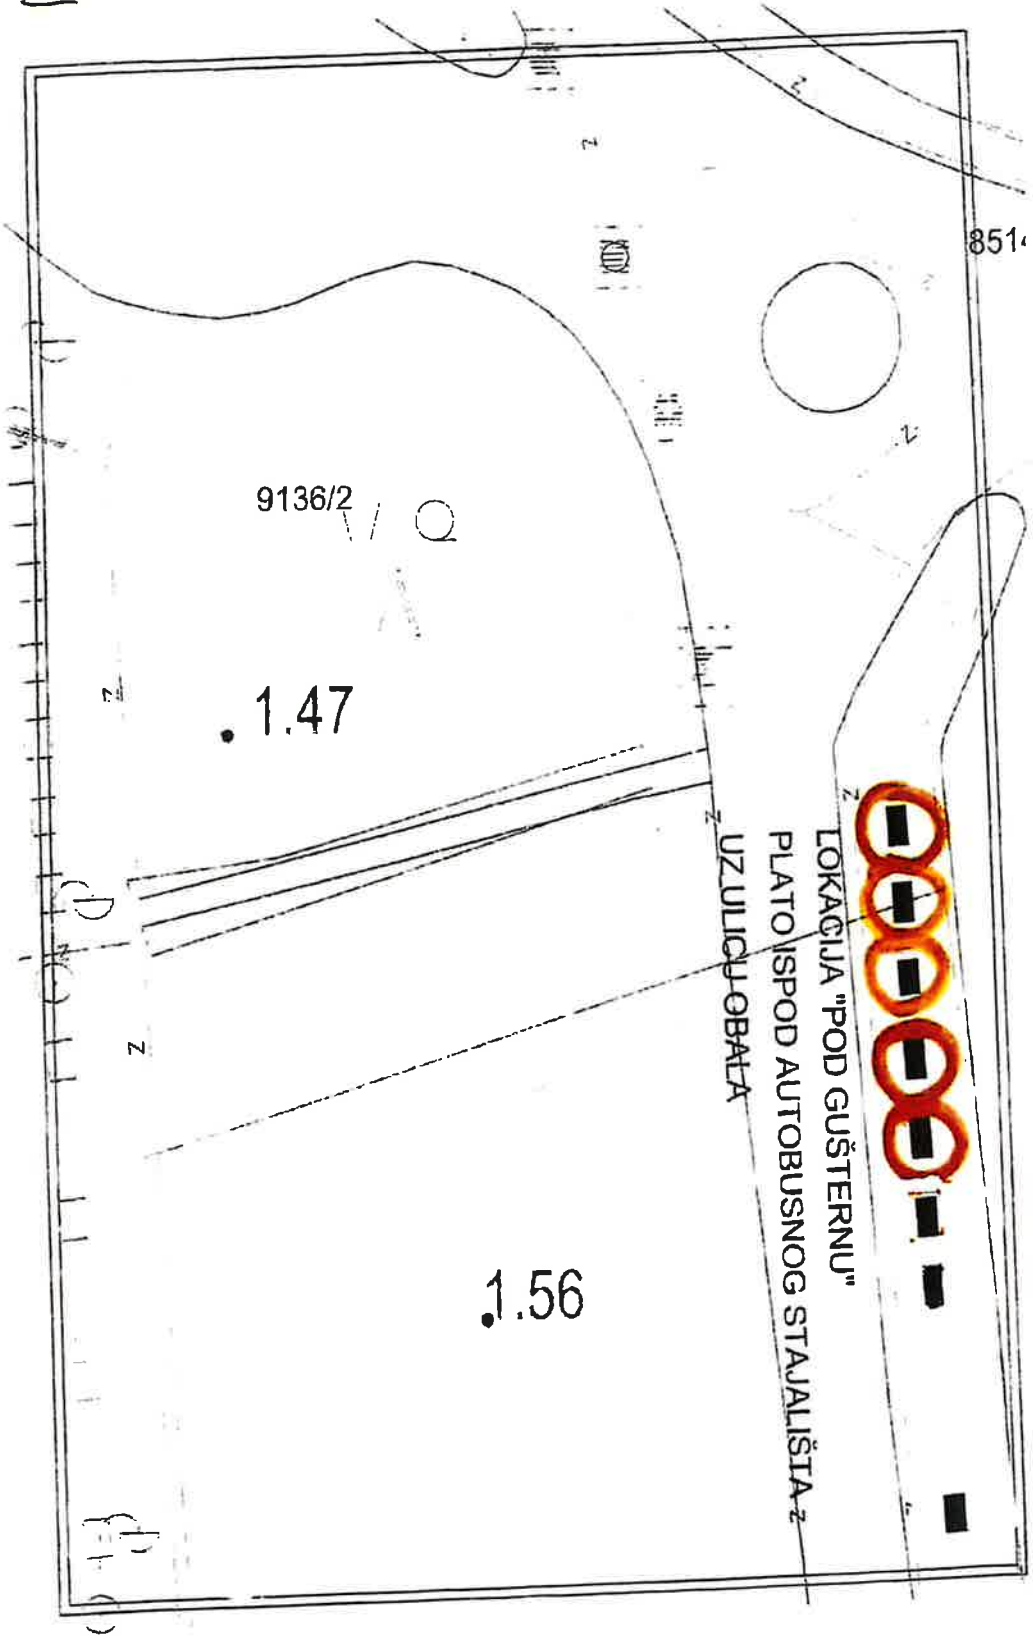 851
9136/2
1.47
LOKACIJA "POD GUŠTERNU"
PLATO ISPOD AUTOBUSNOG STAJALIŠTA
UZ ULICU OBALA
1.56
z
z
z
z
z
z
z
z